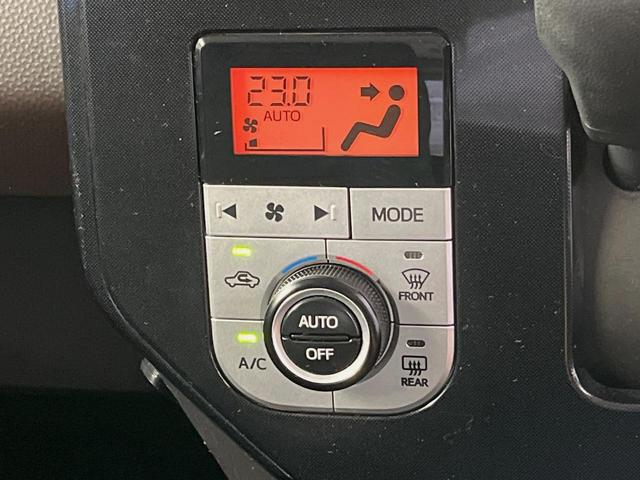 23.0
AUTO
MODE
FRONT
AUTO
OFF
A/C
REAR